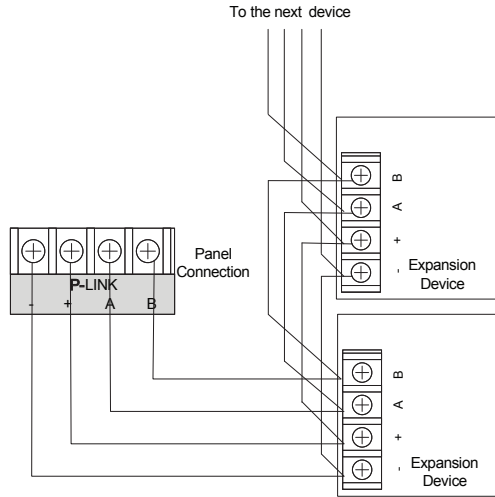 To the next device
B
A
+
-
Expansion
Device
Panel
Connection
P-LINK
- + A B
B
A
+
-
Expansion
Device